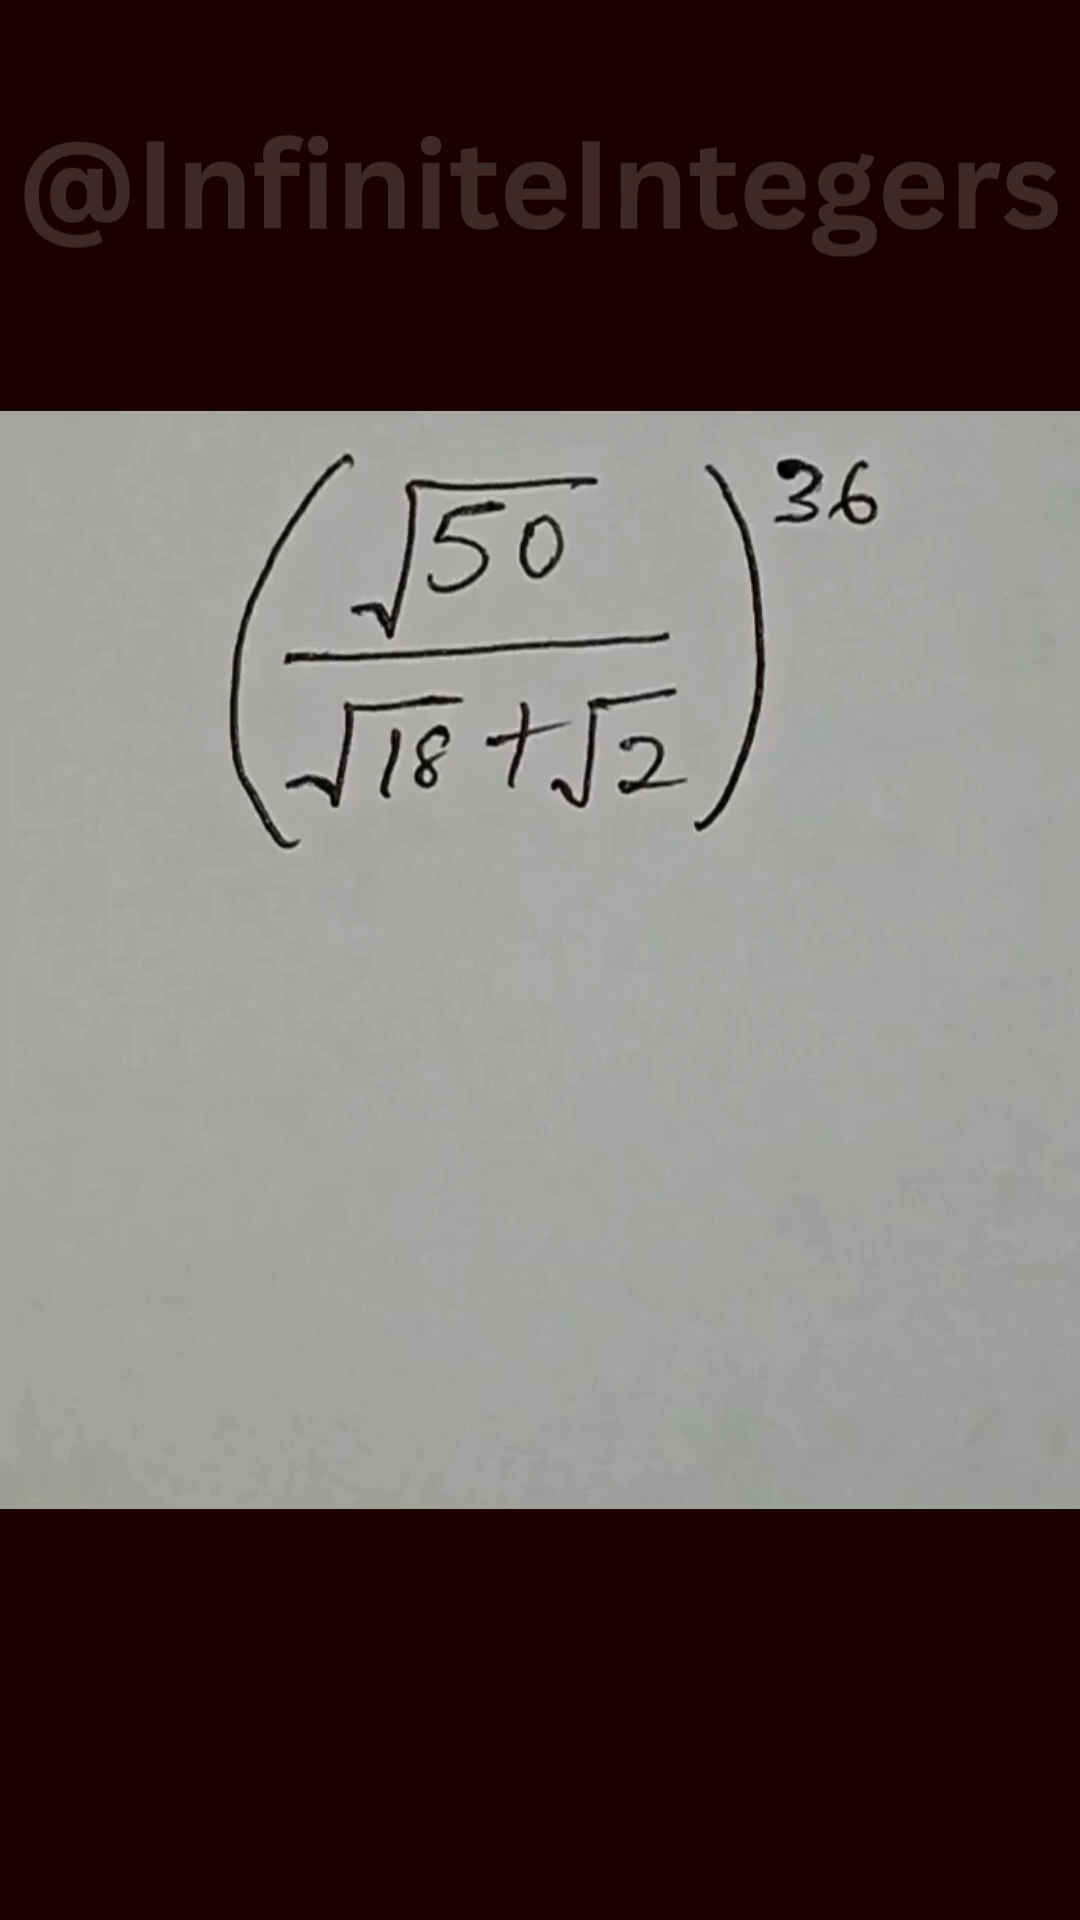 @InfiniteIntegers
(√50 / (√18 + √2))^36